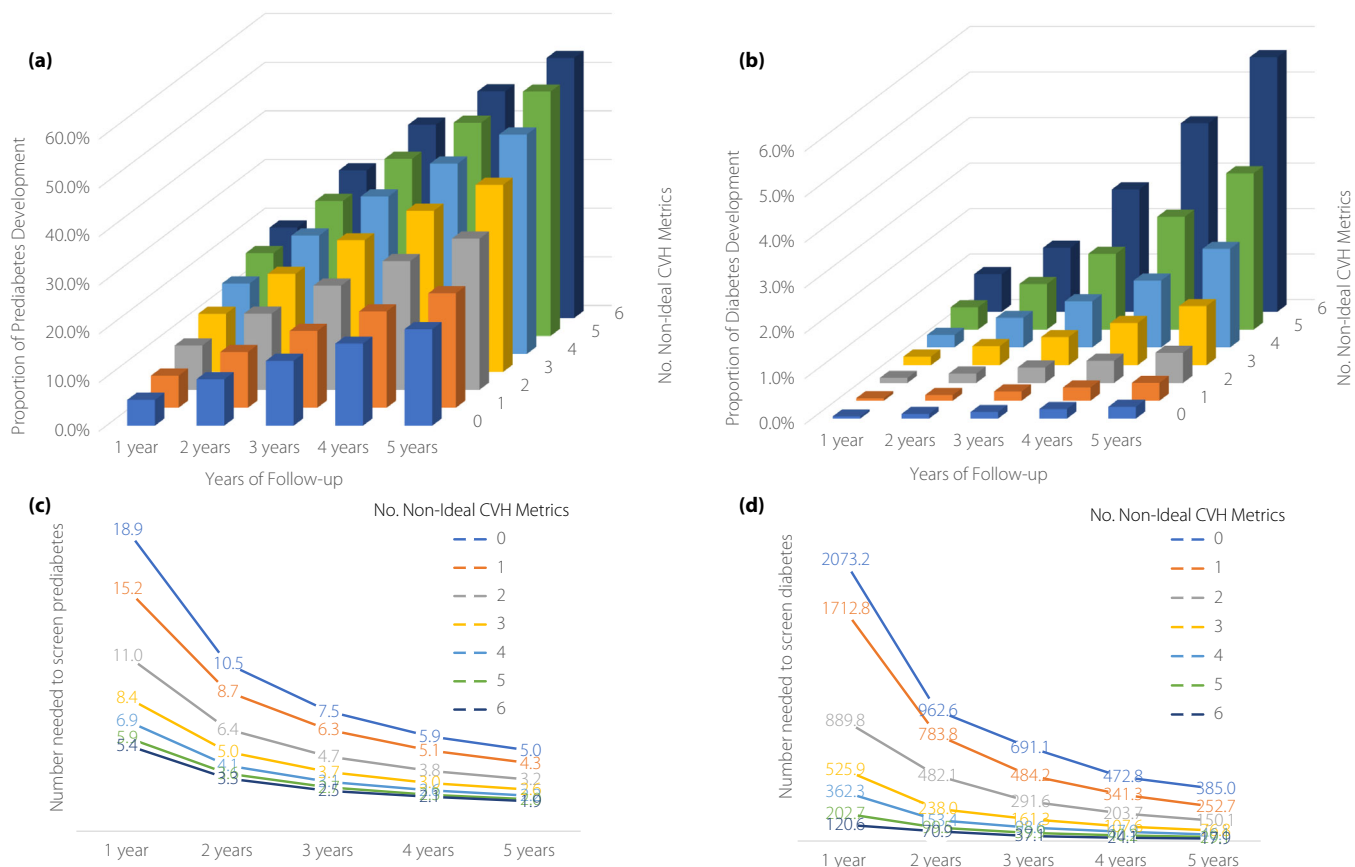 (a)
Proportion of Prediabetes Development
60.0%
50.0%
40.0%
30.0%
20.0%
10.0%
0.0%
1 year 2 years 3 years 4 years 5 years
Years of Follow-up
0
1
2
3
4
5
6
No. Non-Ideal CVH Metrics
(b)
Proportion of Diabetes Development
6.0%
5.0%
4.0%
3.0%
2.0%
1.0%
0.0%
1 year 2 years 3 years 4 years 5 years
Years of Follow-up
0
1
2
3
4
5
6
No. Non-Ideal CVH Metrics
(c)
Number needed to screen prediabetes
No. Non-Ideal CVH Metrics
0
1
2
3
4
5
6
18.9 10.5 7.5 5.9 5.0
15.2 8.7 6.3 5.1 4.3
11.0 6.4 4.7 3.8 3.2
8.4 5.0 3.7 3.0
6.9 4.1
5.9
5.4 3.3 2.5 2.1 1.9
1 year 2 years 3 years 4 years 5 years
(d)
Number needed to screen diabetes
No. Non-Ideal CVH Metrics
0
1
2
3
4
5
6
2073.2 962.6 691.1 472.8 385.0
1712.8 783.8 484.2 341.3 252.7
889.8 482.1 291.6 203.7 150.1
525.9 238.0 161.3
362.3 153.4
202.7
120.6 70.9 37.1 24.1 17.9
1 year 2 years 3 years 4 years 5 years